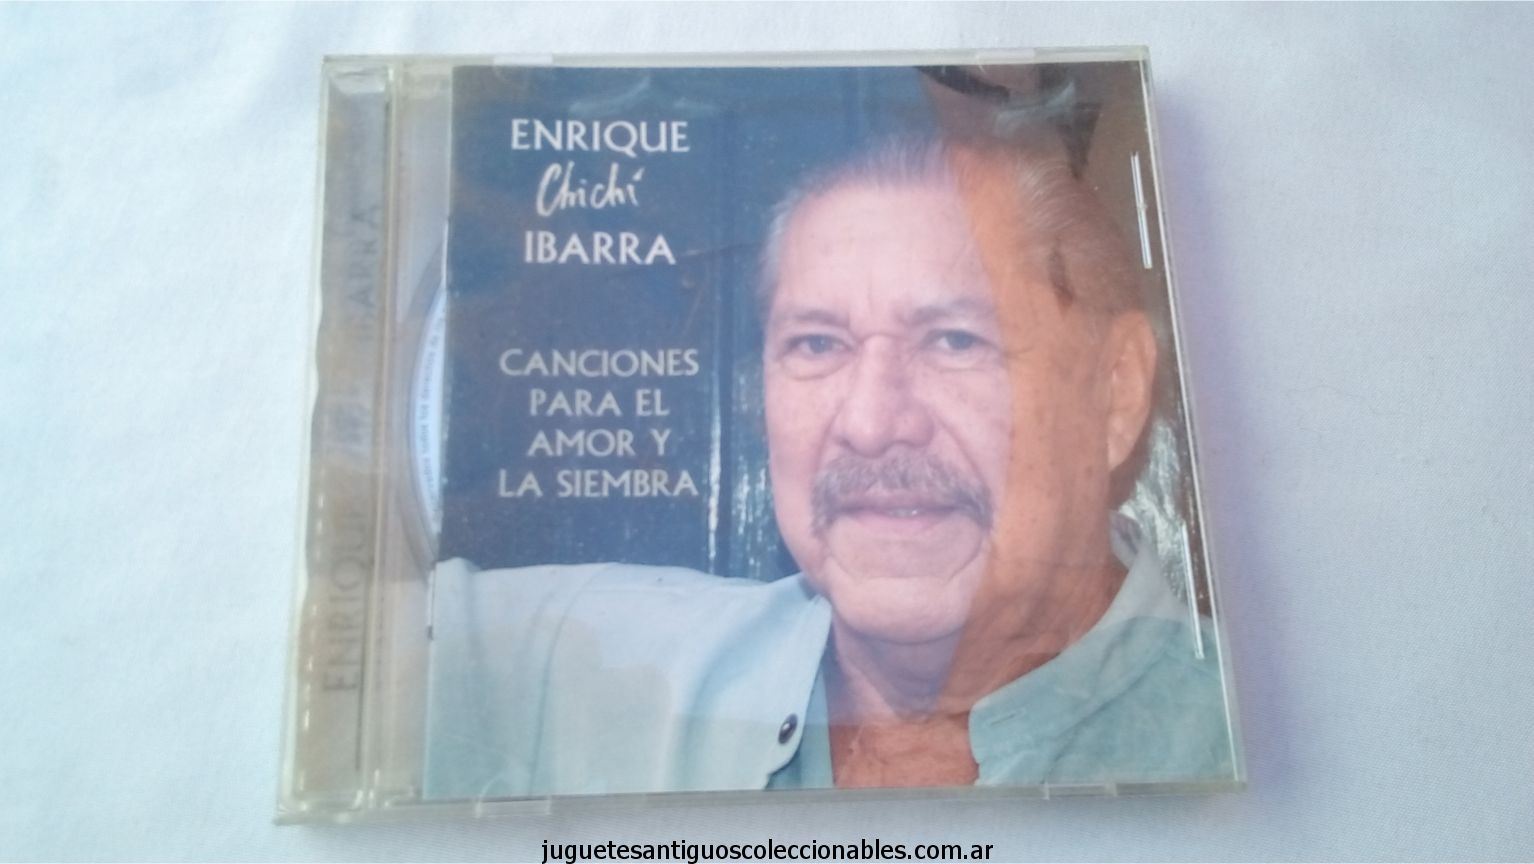 ENRIQUE
Chichí
IBARRA
CANCIONES
PARA EL
AMOR Y
LA SIEMBRA
ENRIQUE IBARRA
juguetesantiguoscoleccionables.com.ar